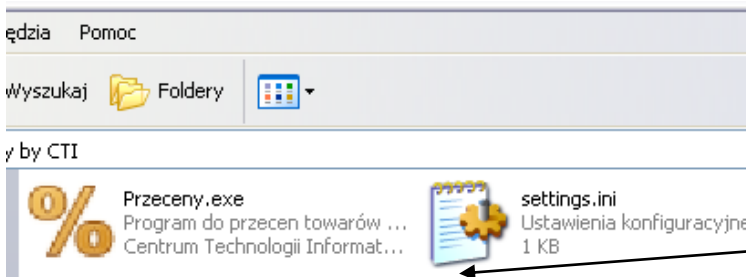 ędzia Pomoc
Wyszukaj Foldery
y by CTI
Przeceny.exe
Program do przecen towarów ...
Centrum Technologii Informat...
settings.ini
Ustawienia konfiguracyjne
1 KB